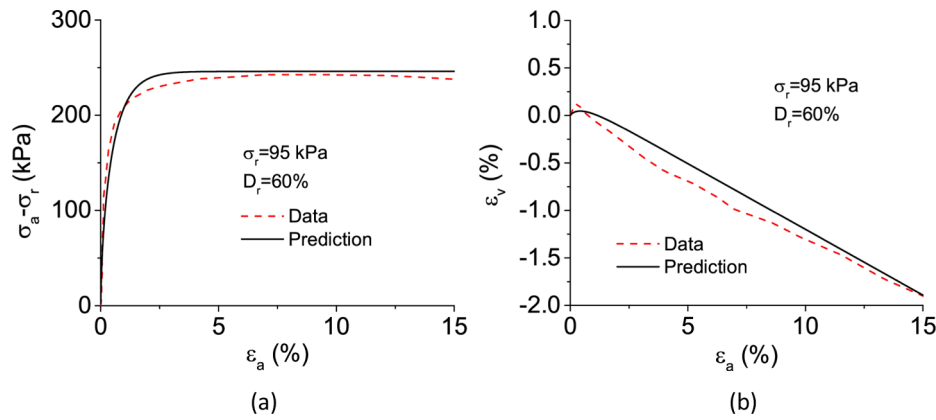 300
200
100
0
σa-σr (kPa)
σr=95 kPa
Dr=60%
Data
Prediction
0 5 10 15
εa (%)
(a)
1.0
0.5
0.0
-0.5
-1.0
-1.5
-2.0
εv (%)
σr=95 kPa
Dr=60%
Data
Prediction
0 5 10 15
εa (%)
(b)